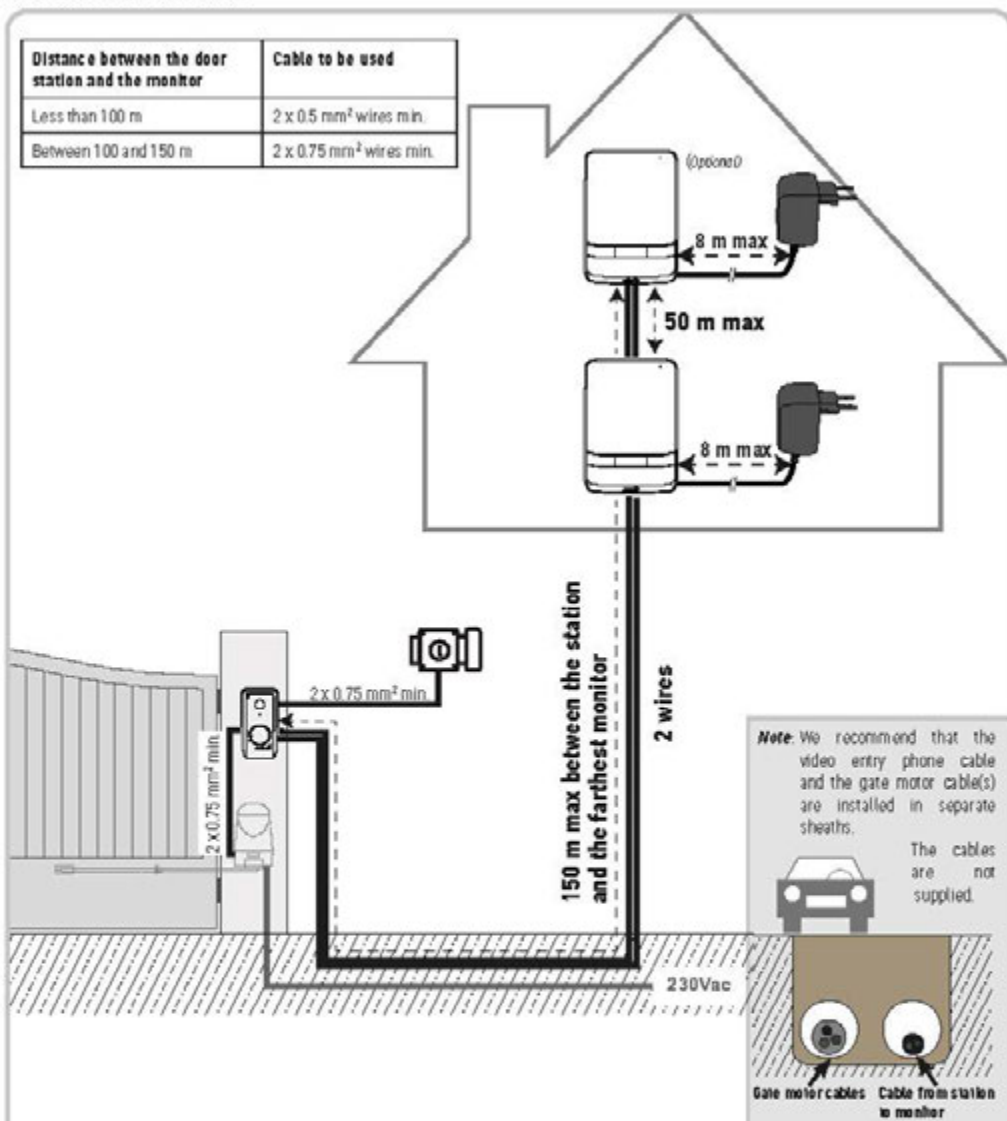 Distance between the door
station and the monitor
Cable to be used
Less than 100 m
2 x 0.5 mm² wires min.
Between 100 and 150 m
2 x 0.75 mm² wires min.
(Optional)
8 m max
50 m max
8 m max
150 m max between the station
and the farthest monitor
2 wires
2 x 0.75 mm² min.
2 x 0.75 mm² min.
230Vac
Note: We recommend that the
video entry phone cable
and the gate motor cable(s)
are installed in separate
sheaths.
The cables
are not
supplied.
Gate motor cables
Cable from station
to monitor